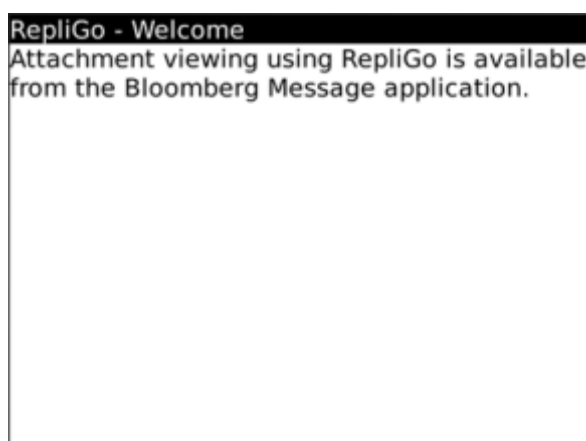 RepliGo - Welcome
Attachment viewing using RepliGo is available
from the Bloomberg Message application.